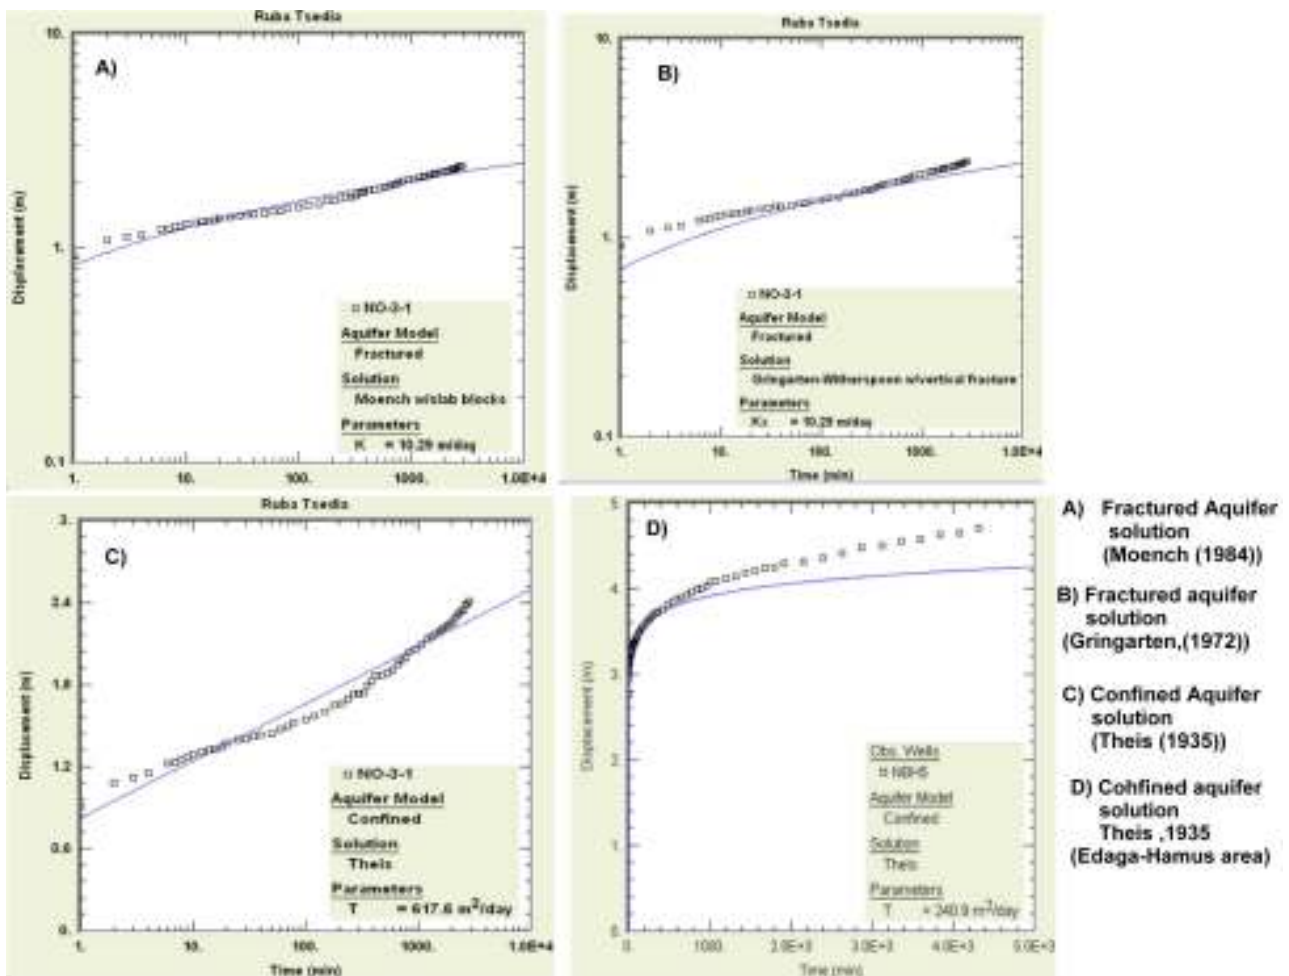 Ruba Tsedia
A)
10.
1.
0.1
Displacement (m)
1.
10.
100.
1000.
1.0E+4
□ NO-3-1
Aquifer Model
Fractured
Solution
Moench w/slab blocks
Parameters
K = 10.29 m/day
Ruba Tsedia
B)
10.
1.
0.1
Displacement (m)
1.
10.
100.
1000.
1.0E+4
Time (min)
□ NO-3-1
Aquifer Model
Fractured
Solution
Gringarten-Witherspoon w/vertical fracture
Parameters
Kx = 10.29 m/day
Ruba Tsedia
C)
3.
2.4
1.8
1.2
0.6
0.
Displacement (m)
1.
10.
100.
1000.
1.0E+4
Time (min)
□ NO-3-1
Aquifer Model
Confined
Solution
Theis
Parameters
T = 617.6 m²/day
D)
5
4
3
2
1
0
Displacement (m)
0.
1000.
2.0E+3
3.0E+3
4.0E+3
5.0E+3
Time (min)
Obs. Wells
□ NBH5
Aquifer Model
Confined
Solution
Theis
Parameters
T = 240.9 m²/day
A) Fractured Aquifer
solution
(Moench (1984))
B) Fractured aquifer
solution
(Gringarten,(1972))
C) Confined Aquifer
solution
(Theis (1935))
D) Cohfined aquifer
solution
Theis ,1935
(Edaga-Hamus area)